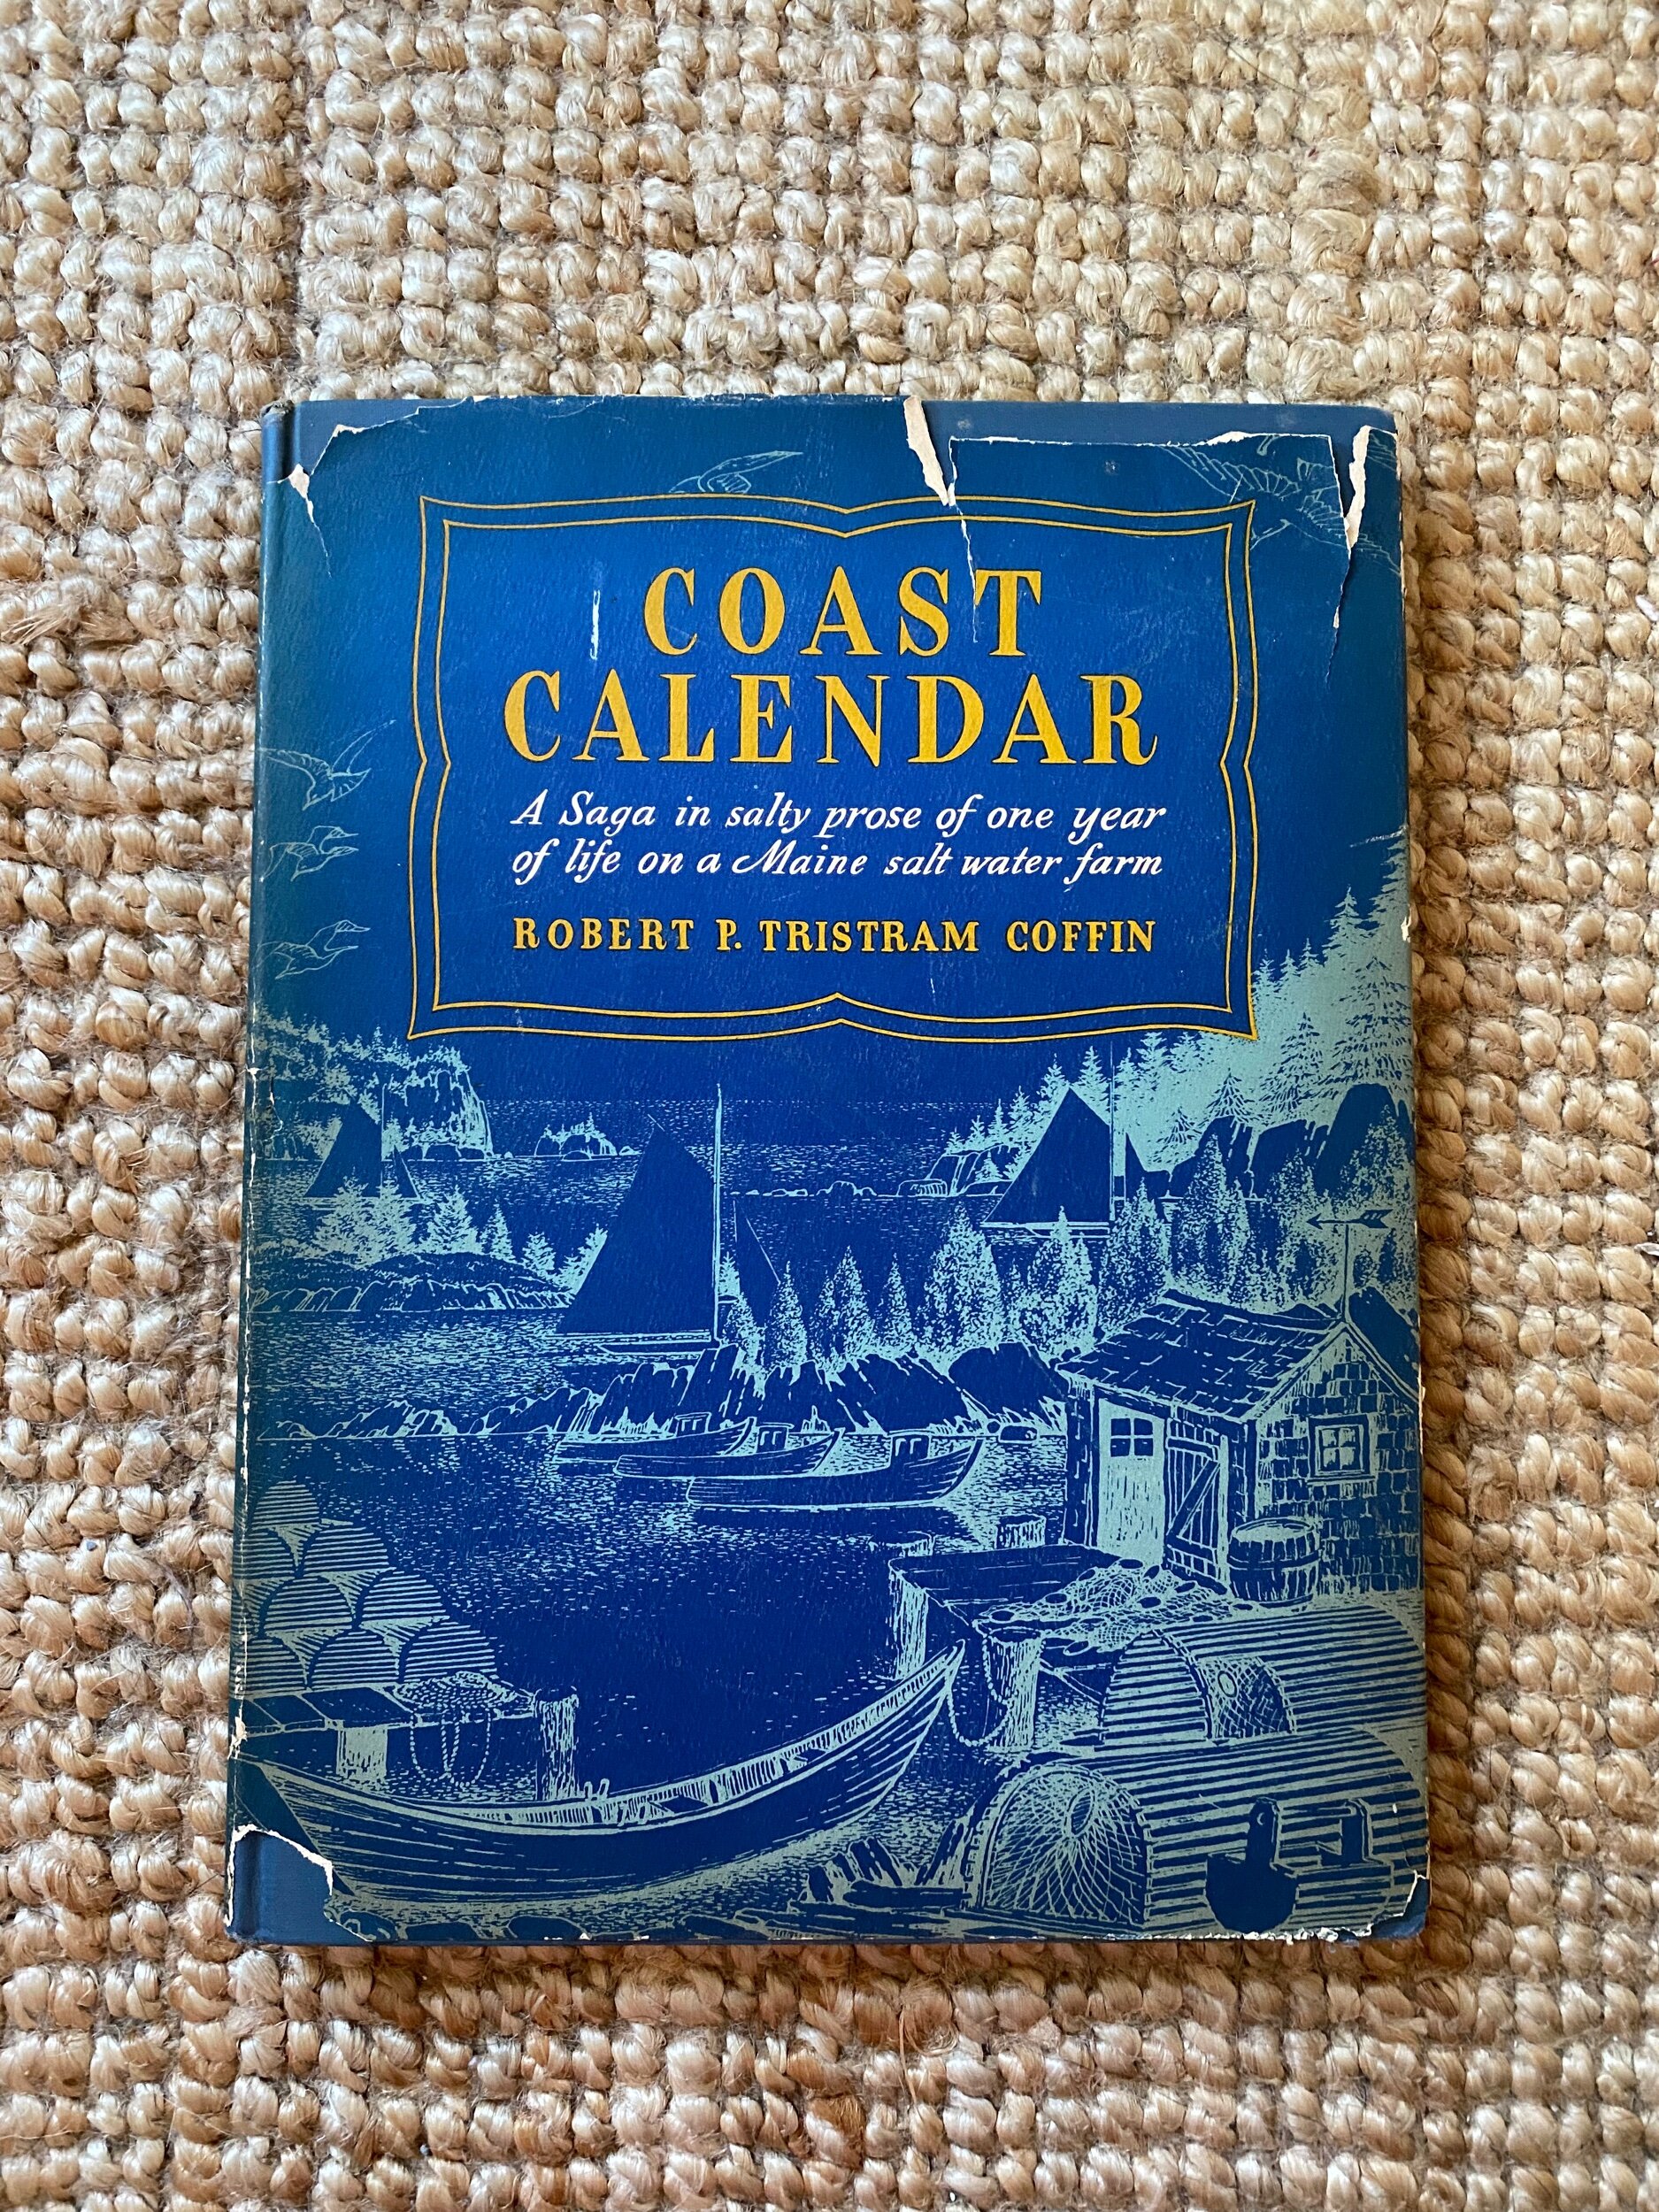 COAST
CALENDAR
A Saga in salty prose of one year
of life on a Maine salt water farm
ROBERT P. TRISTRAM COFFIN